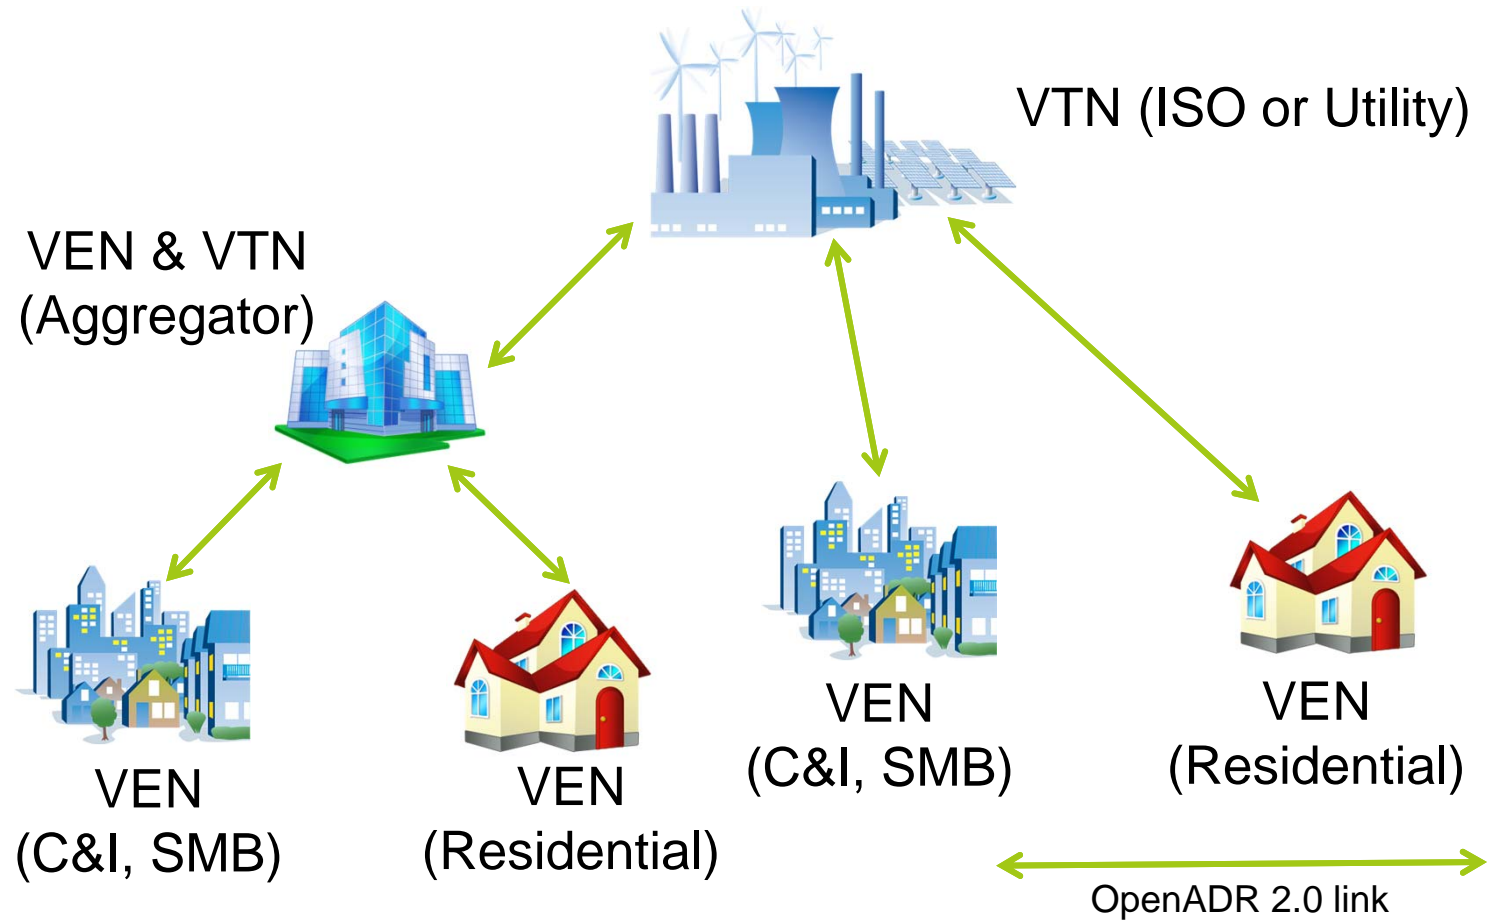 VTN (ISO or Utility)
VEN & VTN
(Aggregator)
VEN
(C&I, SMB)
VEN
(Residential)
VEN
(C&I, SMB)
VEN
(Residential)
OpenADR 2.0 link